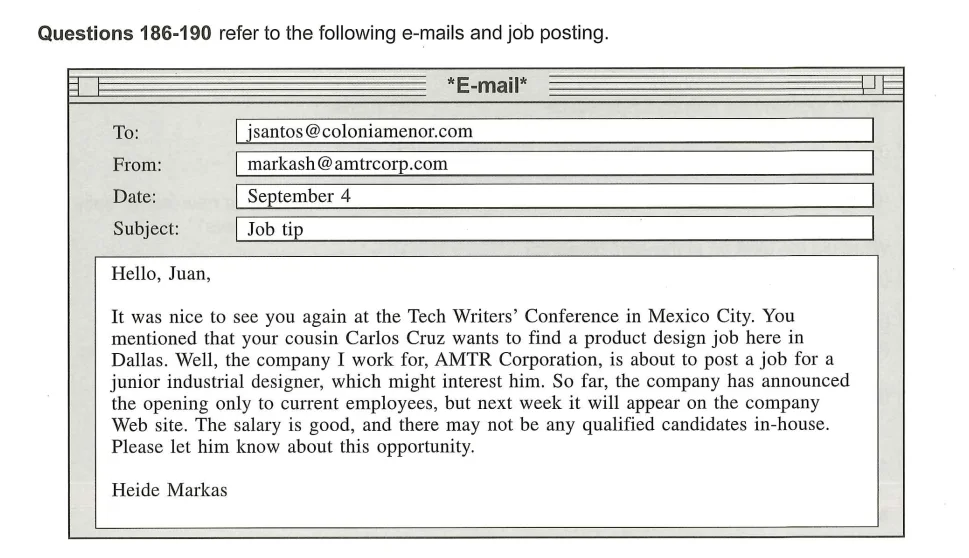 Questions 186-190 refer to the following e-mails and job posting.
*E-mail*
To: jsantos@coloniamenor.com
From: markash@amtrcorp.com
Date: September 4
Subject: Job tip
Hello, Juan,
It was nice to see you again at the Tech Writers’ Conference in Mexico City. You
mentioned that your cousin Carlos Cruz wants to find a product design job here in
Dallas. Well, the company I work for, AMTR Corporation, is about to post a job for a
junior industrial designer, which might interest him. So far, the company has announced
the opening only to current employees, but next week it will appear on the company
Web site. The salary is good, and there may not be any qualified candidates in-house.
Please let him know about this opportunity.
Heide Markas